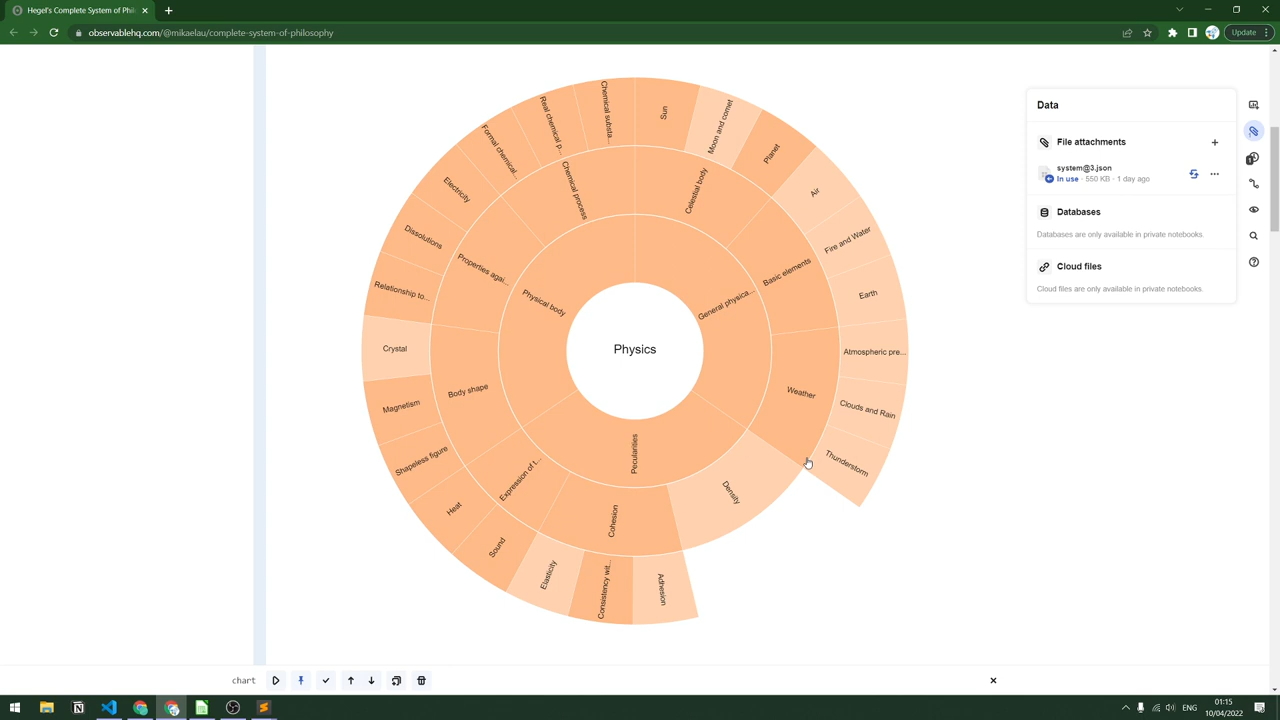 Hegel's Complete System of Phil
observablehq.com/@mikaelau/complete-system-of-philosophy
Update
Data
File attachments
system@3.json
In use · 550 KB · 1 day ago
Databases
Databases are only available in private notebooks.
Cloud files
Cloud files are only available in private notebooks.
Physics
General physica...
Peculiarities
Physical body
Celestial body
Basic elements
Weather
Density
Cohesion
Expression of t...
Body shape
Properties agai...
Chemical process
Sun
Moon and comet
Planet
Air
Fire and Water
Earth
Atmospheric pre...
Clouds and Rain
Thunderstorm
Adhesion
Consistency wit...
Elasticity
Sound
Heat
Shapeless figure
Magnetism
Crystal
Relationship to...
Dissolutions
Electricity
Formal chemical...
Real chemical p...
Chemical substa...
chart
ENG
01:15
10/04/2022